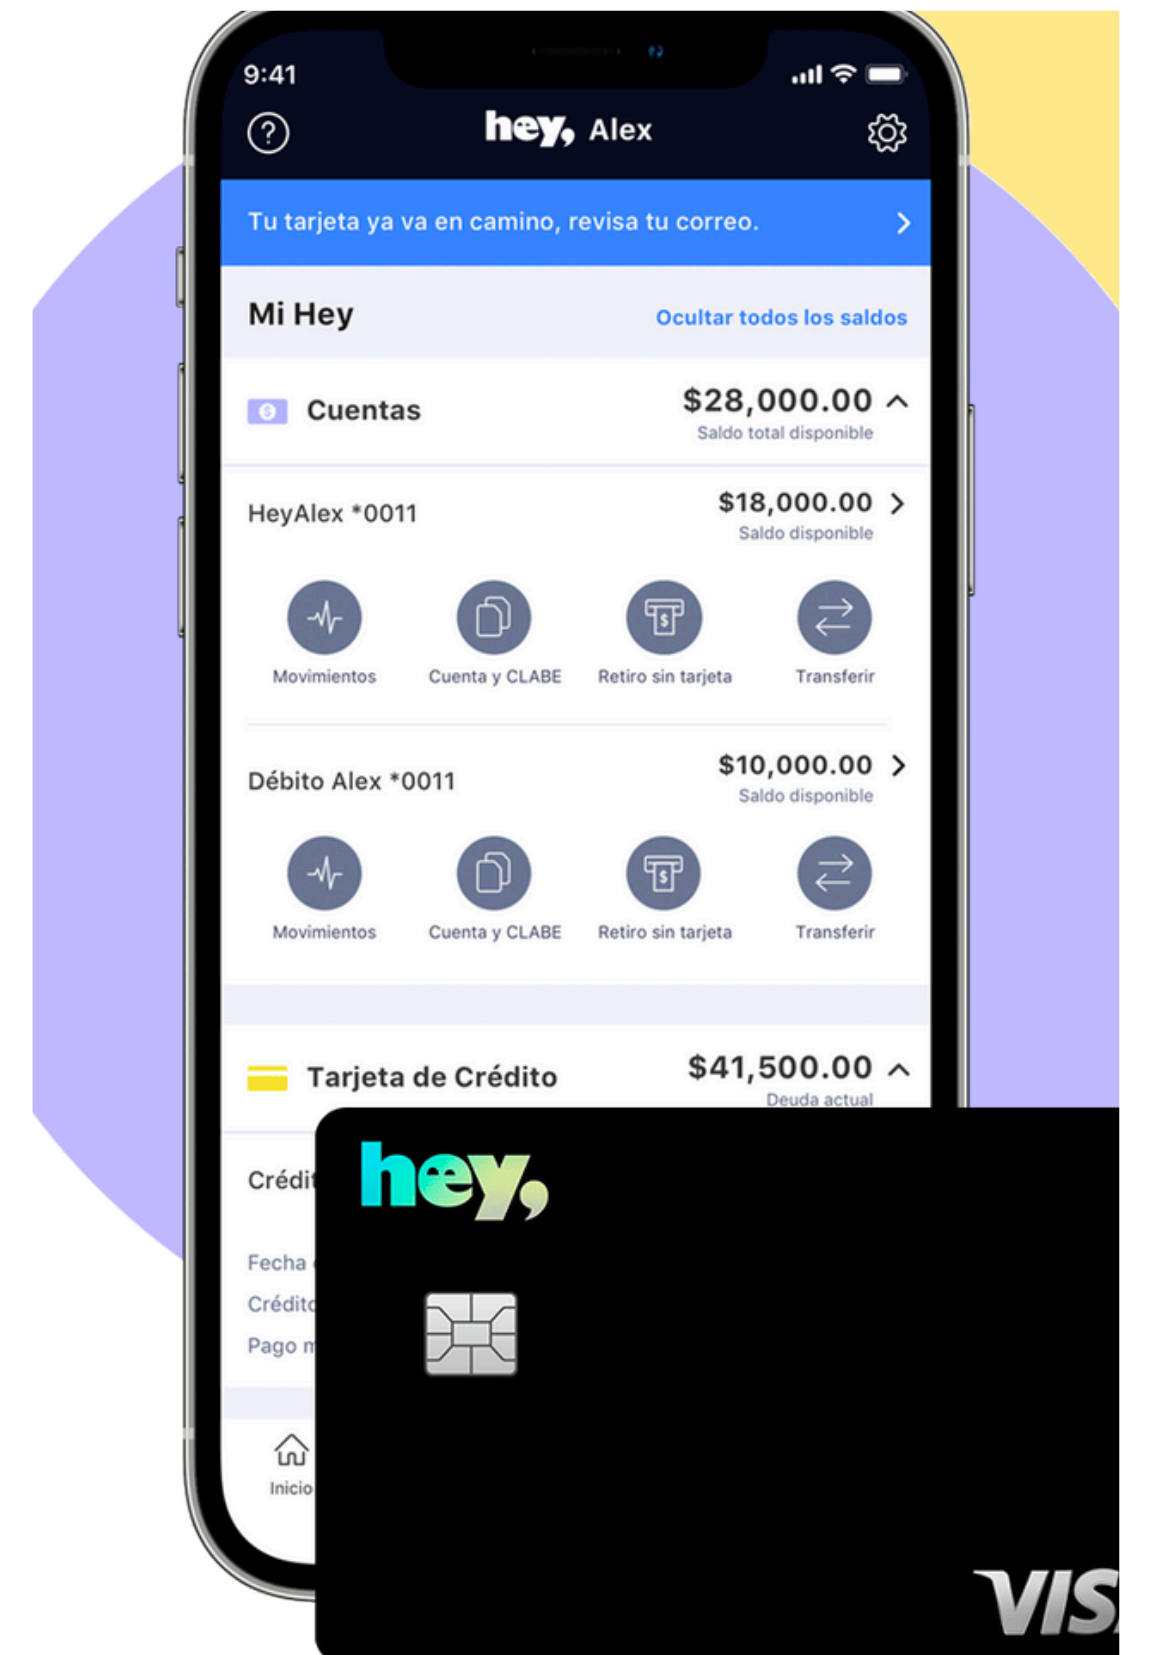 9:41
hey, Alex
Tu tarjeta ya va en camino, revisa tu correo.
Mi Hey
Ocultar todos los saldos
Cuentas
$28,000.00
Saldo total disponible
HeyAlex *0011
$18,000.00
Saldo disponible
Movimientos
Cuenta y CLABE
Retiro sin tarjeta
Transferir
Débito Alex *0011
$10,000.00
Saldo disponible
Movimientos
Cuenta y CLABE
Retiro sin tarjeta
Transferir
Tarjeta de Crédito
$41,500.00
Deuda actual
hey,
Fecha
Pago
Inicio